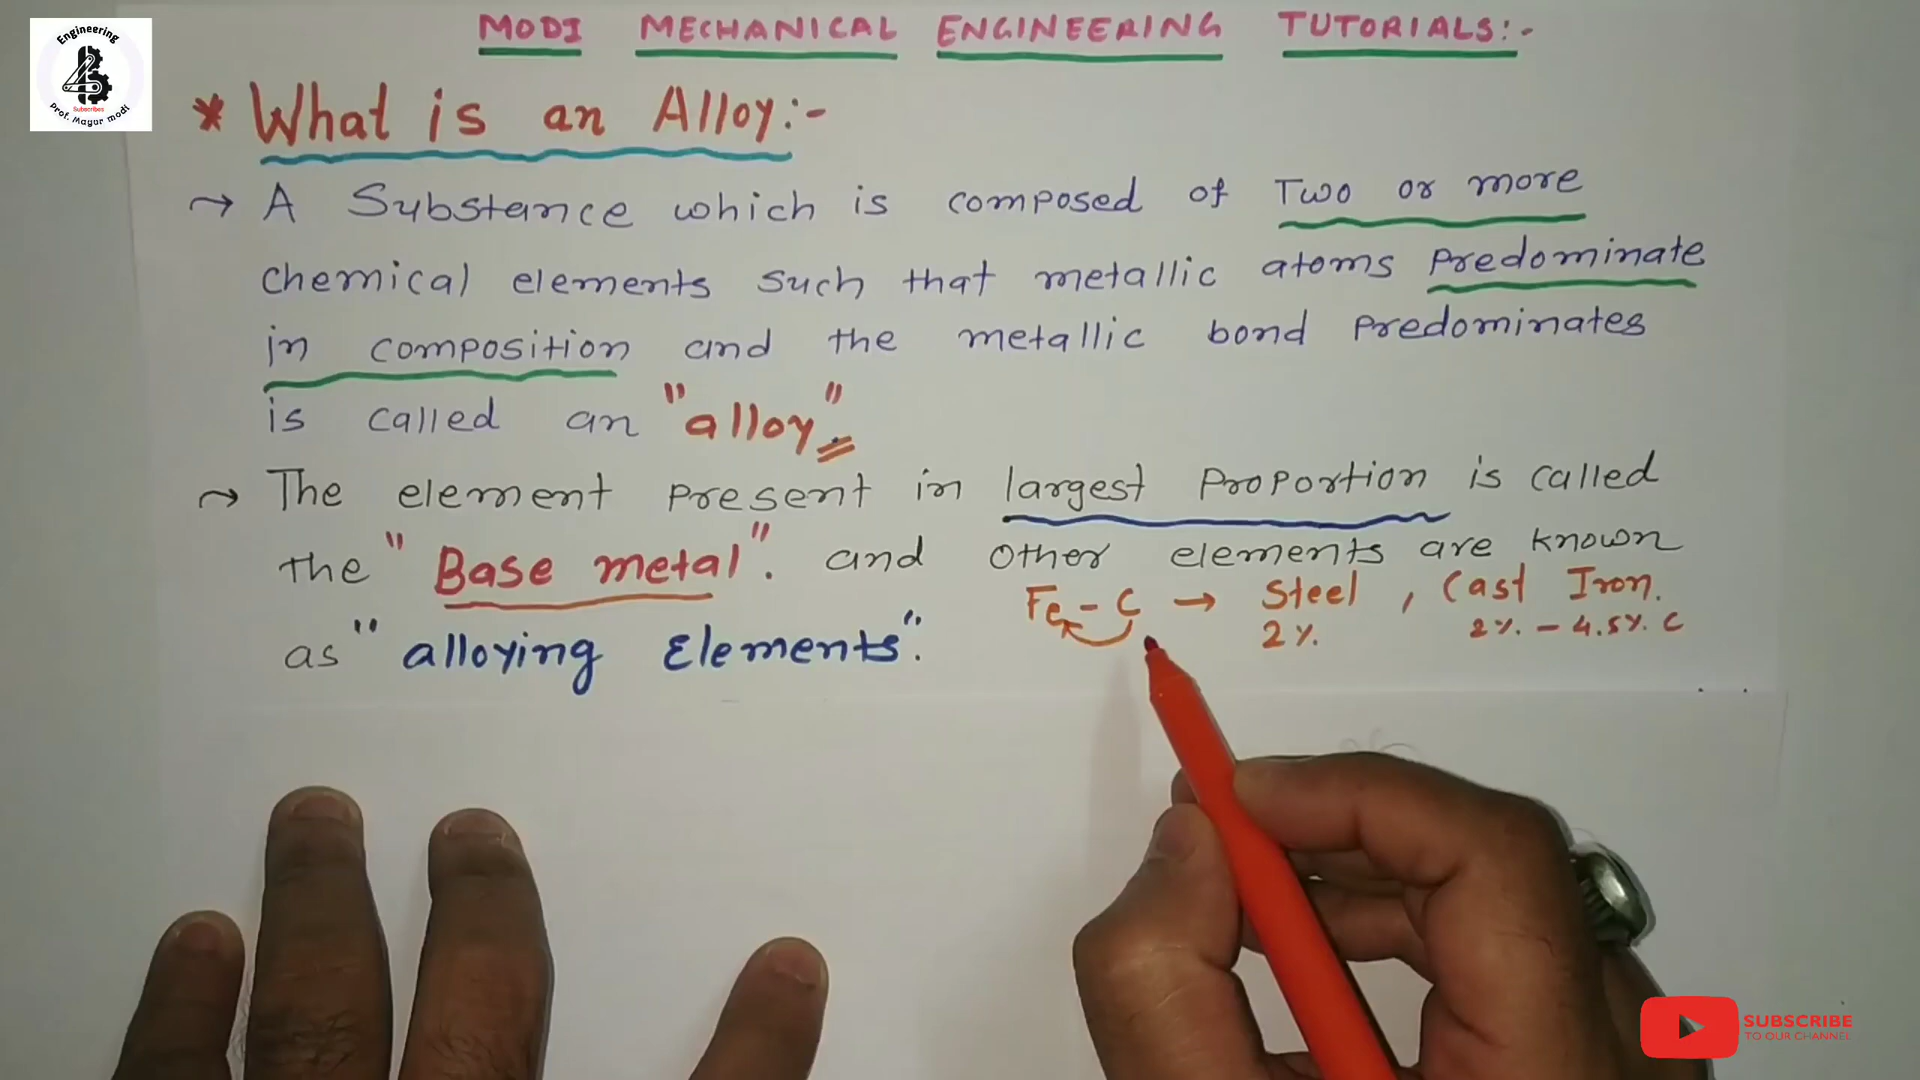 MODI MECHANICAL ENGINEERING TUTORIALS:-
Engineering
Subscribes
Prof. Mayur modi
* What is an Alloy:-
→ A Substance which is composed of Two or more
chemical elements such that metallic atoms predominate
in composition and the metallic bond predominates
is called an "alloy".
→ The element present in largest proportion is called
the "Base metal". and other elements are known
Fe - C → Steel, Cast Iron.
2%. 2%. - 4.5%. C
as "alloying Elements".
SUBSCRIBE
TO OUR CHANNEL